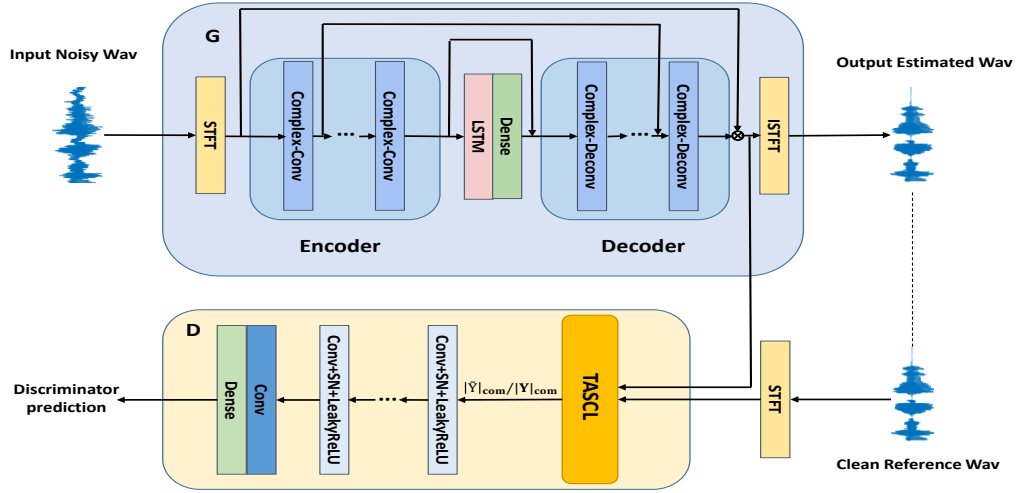 G
Input Noisy Wav
Output Estimated Wav
STFT
Complex-Conv
...
Complex-Conv
LSTM
Dense
Complex-Deconv
...
Complex-Deconv
ISTFT
Encoder
Decoder
D
Discriminator
prediction
Dense
Conv
Conv+SN+LeakyReLU
...
Conv+SN+LeakyReLU
|Ŷ|com/|Y|com
TASCL
STFT
Clean Reference Wav